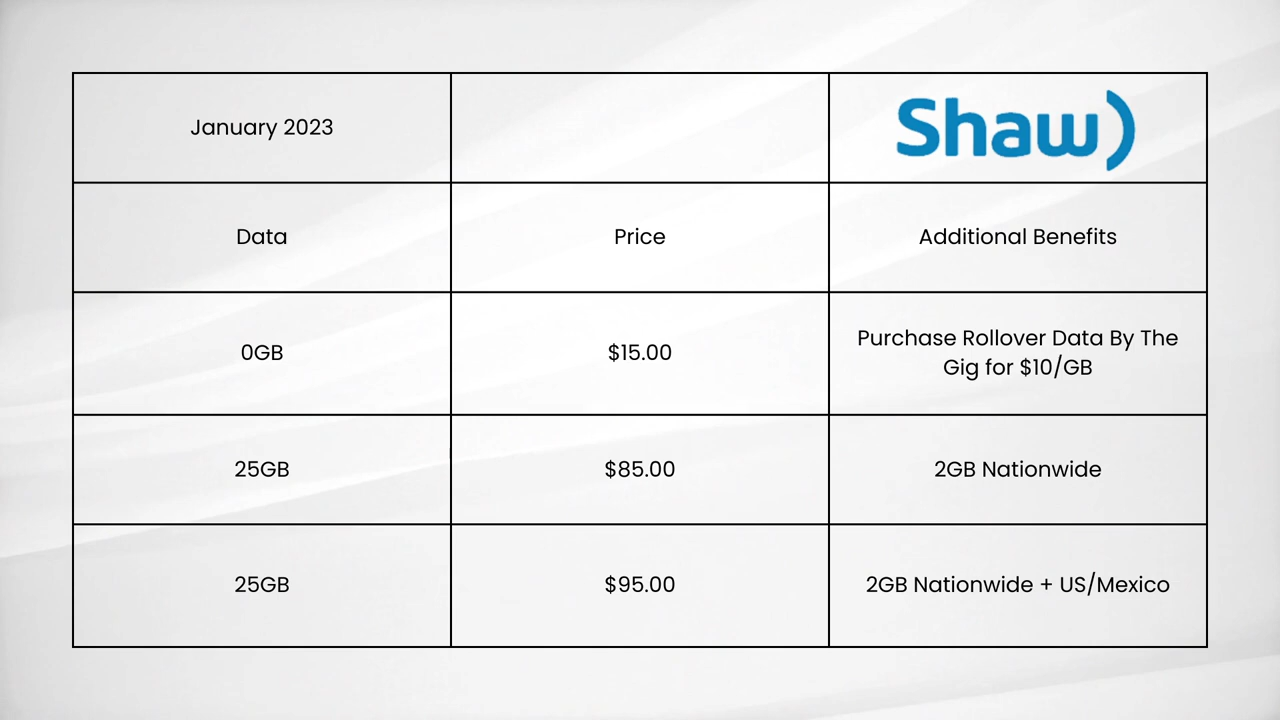 January 2023
Shaw)
Data
Price
Additional Benefits
0GB
$15.00
Purchase Rollover Data By The
Gig for $10/GB
25GB
$85.00
2GB Nationwide
25GB
$95.00
2GB Nationwide + US/Mexico